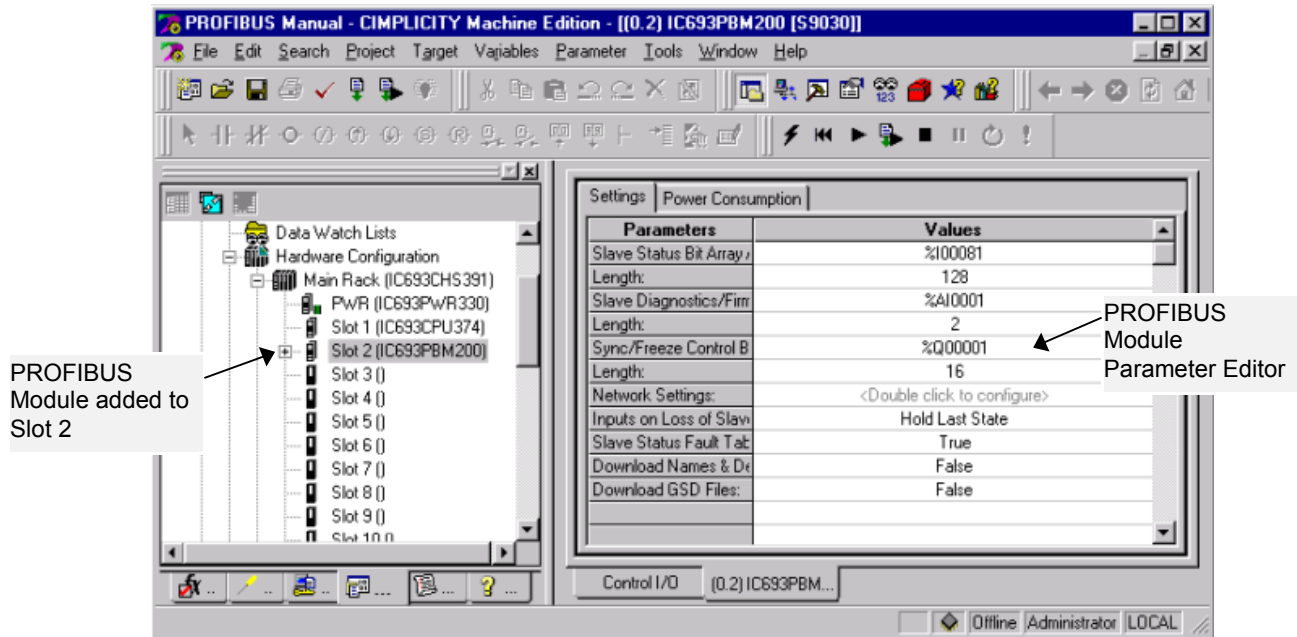 PROFIBUS Manual - CIMPLICITY Machine Edition - [(0.2) IC693PBM200 [S9030]]
File Edit Search Project Target Variables Parameter Tools Window Help
Settings Power Consumption
Parameters Values
Data Watch Lists
Slave Status Bit Array %I00081
Hardware Configuration
Length: 128
Main Rack (IC693CHS391)
Slave Diagnostics/Firm %AI0001
PWR (IC693PWR330)
Length: 2
Slot 1 (IC693CPU374)
Sync/Freeze Control B %Q00001
Slot 2 (IC693PBM200)
Length: 16
Slot 3 ()
Network Settings: <Double click to configure>
Slot 4 ()
Inputs on Loss of Slav Hold Last State
Slot 5 ()
Slave Status Fault Tab True
Slot 6 ()
Download Names & De False
Slot 7 ()
Download GSD Files: False
Slot 8 ()
Slot 9 ()
Slot 10 ()
PROFIBUS
Module added to
Slot 2
PROFIBUS
Module
Parameter Editor
Control I/O (0.2) IC693PBM...
Offline Administrator LOCAL